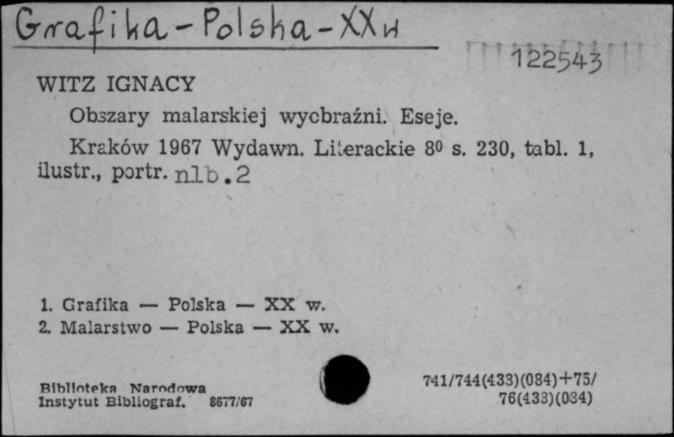 Grafika - Polska - XX w
122543
WITZ IGNACY
Obszary malarskiej wyobraźni. Eseje.
Kraków 1967 Wydawn. Literackie 8⁰ s. 230, tabl. 1,
ilustr., portr. nlb.2
1. Grafika — Polska — XX w.
2. Malarstwo — Polska — XX w.
Biblioteka Narodowa
Instytut Bibliograf. 8677/67
741/744(438)(084)+75/
76(438)(084)